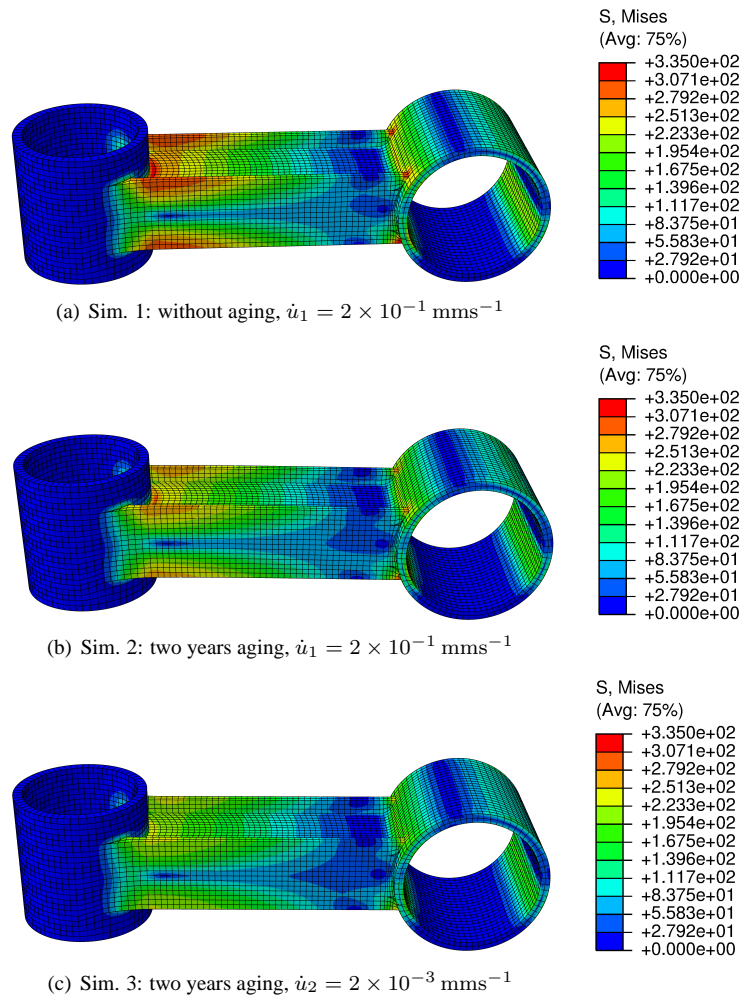 S, Mises
(Avg: 75%)
+3.350e+02
+3.071e+02
+2.792e+02
+2.513e+02
+2.233e+02
+1.954e+02
+1.675e+02
+1.396e+02
+1.117e+02
+8.375e+01
+5.583e+01
+2.792e+01
+0.000e+00
(a) Sim. 1: without aging, u̇₁ = 2 × 10⁻¹ mms⁻¹
S, Mises
(Avg: 75%)
+3.350e+02
+3.071e+02
+2.792e+02
+2.513e+02
+2.233e+02
+1.954e+02
+1.675e+02
+1.396e+02
+1.117e+02
+8.375e+01
+5.583e+01
+2.792e+01
+0.000e+00
(b) Sim. 2: two years aging, u̇₁ = 2 × 10⁻¹ mms⁻¹
S, Mises
(Avg: 75%)
+3.350e+02
+3.071e+02
+2.792e+02
+2.513e+02
+2.233e+02
+1.954e+02
+1.675e+02
+1.396e+02
+1.117e+02
+8.375e+01
+5.583e+01
+2.792e+01
+0.000e+00
(c) Sim. 3: two years aging, u̇₂ = 2 × 10⁻³ mms⁻¹